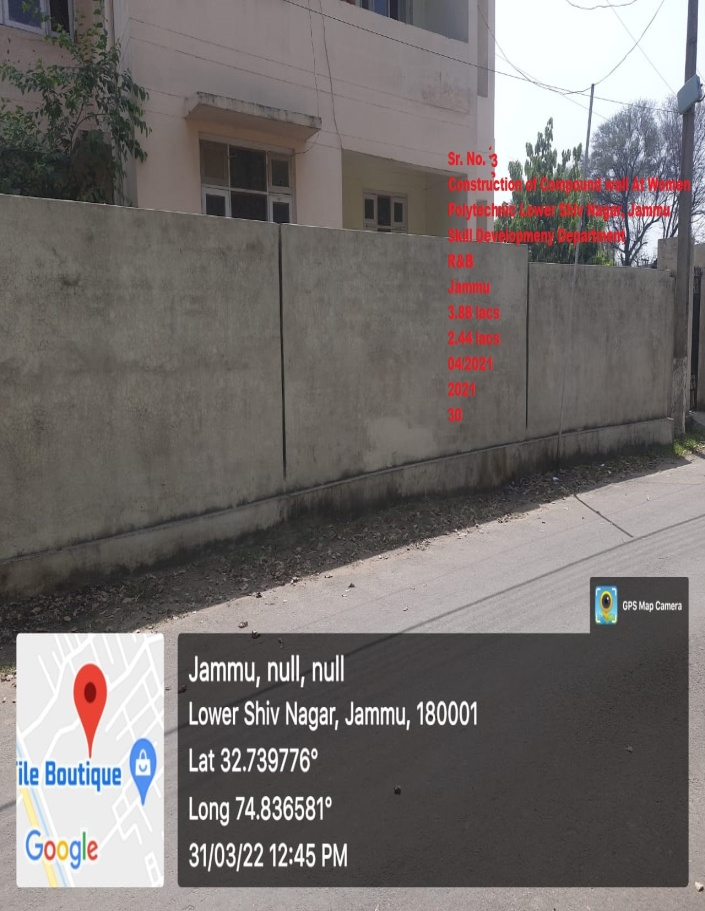 Sr. No. 3
Construction of Compound wall At Women
Polytechnic Lower Shiv Nagar, Jammu
Skill Developmeny Department
R&B
Jammu
3.88 lacs
2.44 lacs
04/2021
2021
30
GPS Map Camera
Jammu, null, null
Lower Shiv Nagar, Jammu, 180001
Lat 32.739776°
Long 74.836581°
31/03/22 12:45 PM
ile Boutique
Google